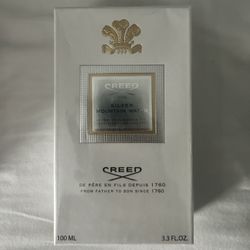 CREED
SILVER
MOUNTAIN WATER
CREED
DE PÈRE EN FILS DEPUIS 1760
FROM FATHER TO SON SINCE 1760
100 ML
3.3 FL.OZ.